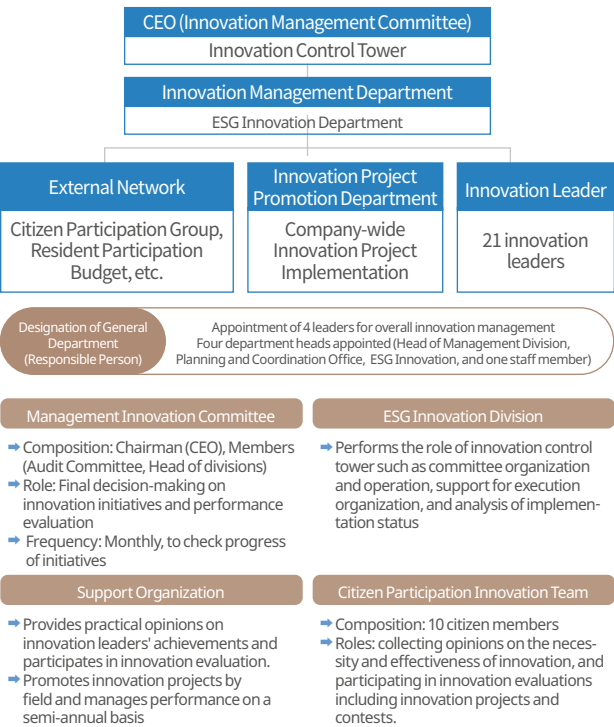 CEO (Innovation Management Committee)
Innovation Control Tower
Innovation Management Department
ESG Innovation Department
External Network
Citizen Participation Group,
Resident Participation
Budget, etc.
Innovation Project
Promotion Department
Company-wide
Innovation Project
Implementation
Innovation Leader
21 innovation
leaders
Designation of General
Department
(Responsible Person)
Appointment of 4 leaders for overall innovation management
Four department heads appointed (Head of Management Division,
Planning and Coordination Office, ESG Innovation, and one staff member)
Management Innovation Committee
➡ Composition: Chairman (CEO), Members
(Audit Committee, Head of divisions)
➡ Role: Final decision-making on
innovation initiatives and performance
evaluation
➡ Frequency: Monthly, to check progress
of initiatives
ESG Innovation Division
➡ Performs the role of innovation control
tower such as committee organization
and operation, support for execution
organization, and analysis of implemen-
tation status
Support Organization
➡ Provides practical opinions on
innovation leaders' achievements and
participates in innovation evaluation.
➡ Promotes innovation projects by
field and manages performance on a
semi-annual basis
Citizen Participation Innovation Team
➡ Composition: 10 citizen members
➡ Roles: collecting opinions on the neces-
sity and effectiveness of innovation, and
participating in innovation evaluations
including innovation projects and
contests.